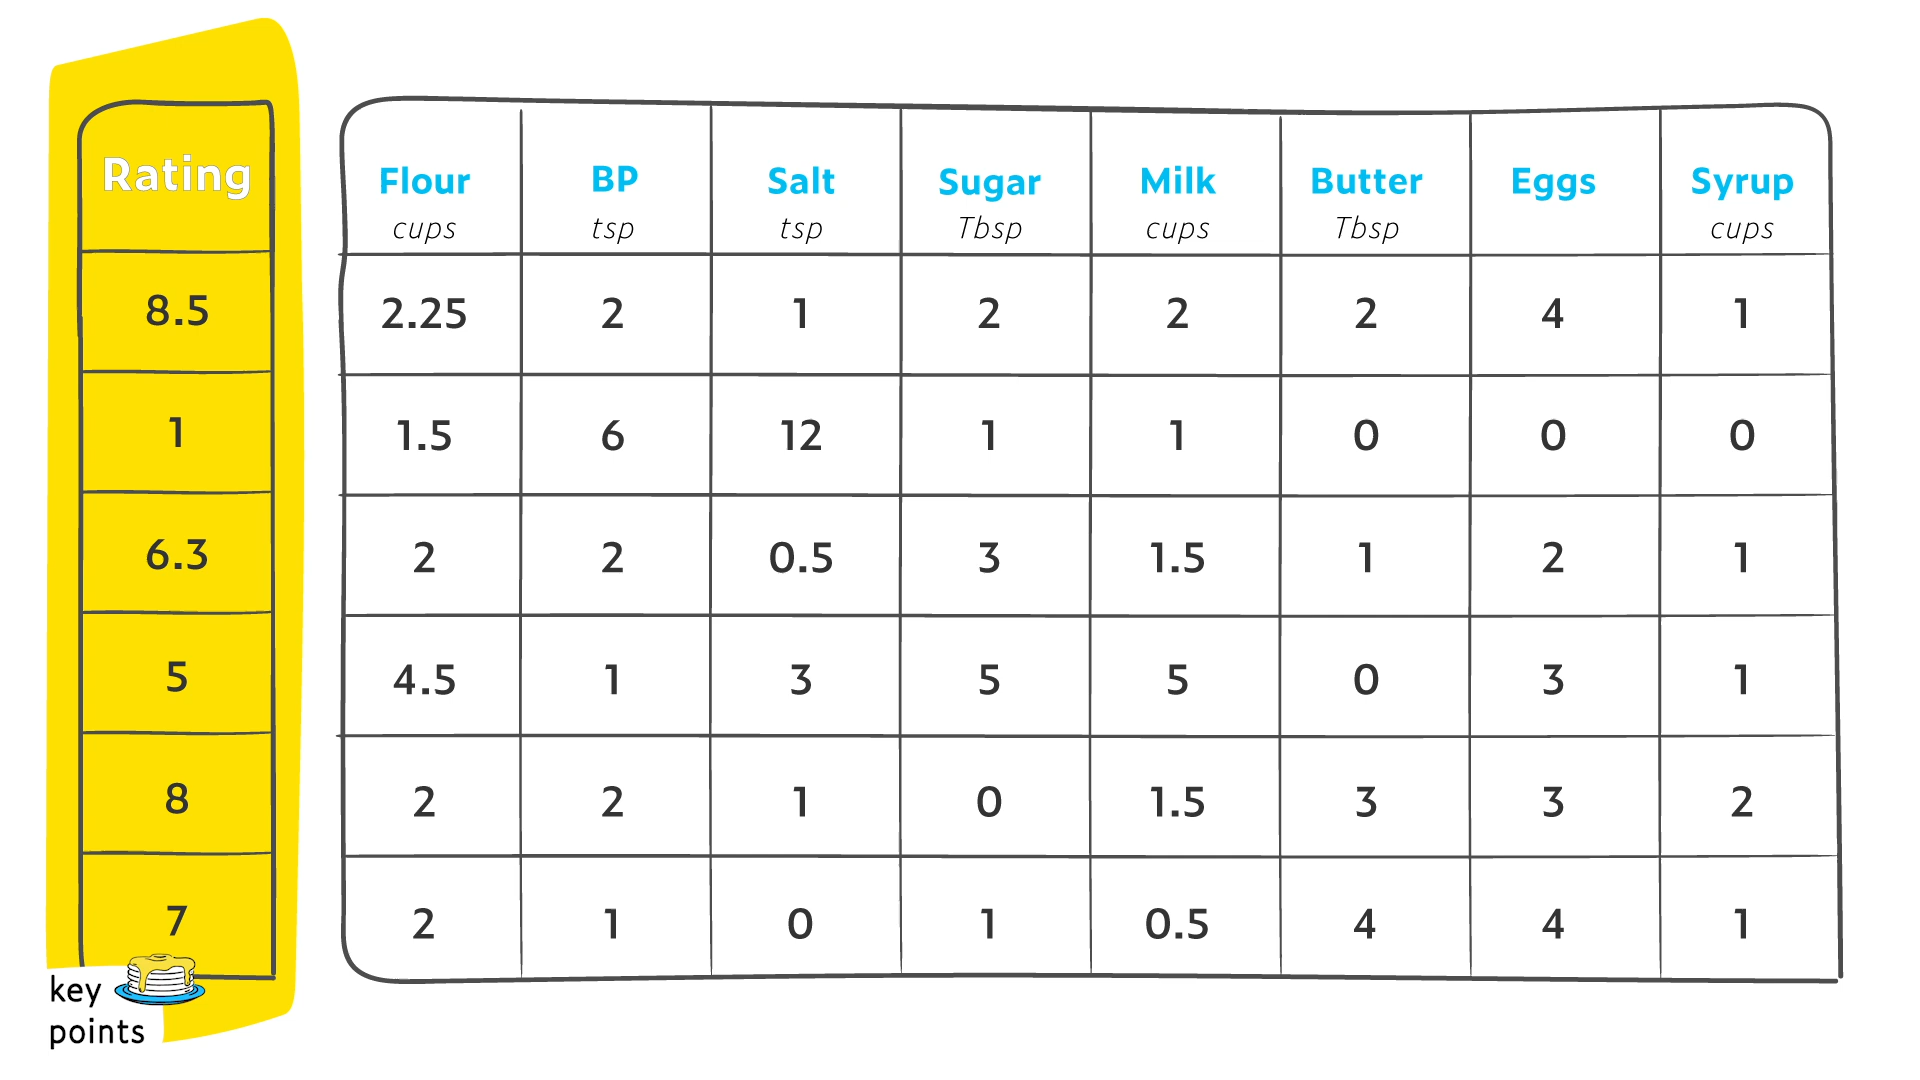 Rating Flour BP Salt Sugar Milk Butter Eggs Syrup
cups tsp tsp Tbsp cups Tbsp cups
8.5 2.25 2 1 2 2 2 4 1
1 1.5 6 12 1 1 0 0 0
6.3 2 2 0.5 3 1.5 1 2 1
5 4.5 1 3 5 5 0 3 1
8 2 2 1 0 1.5 3 3 2
7 2 1 0 1 0.5 4 4 1
key
points